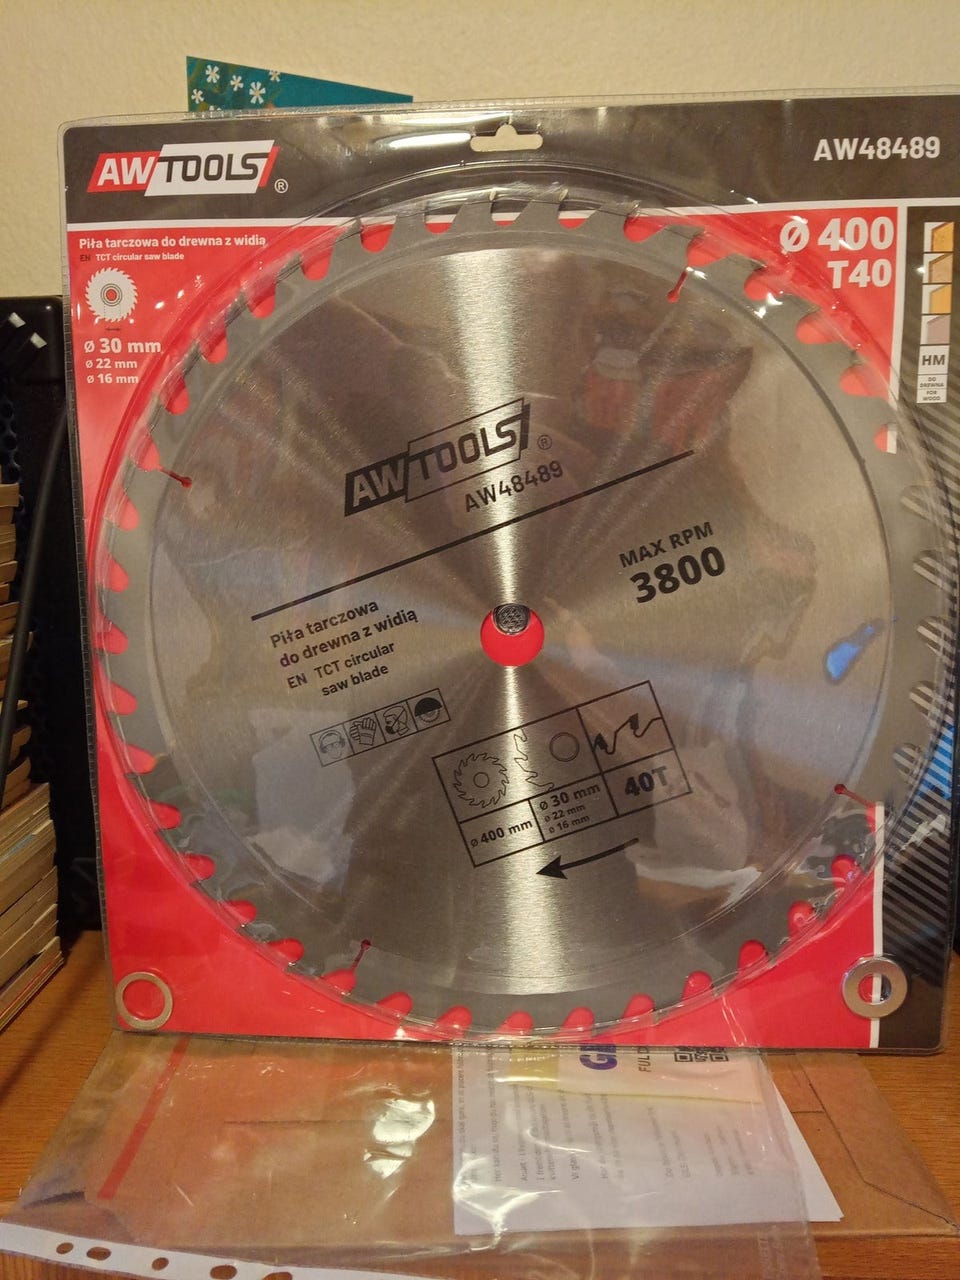 AWTOOLS®
AW48489
Piła tarczowa do drewna z widią
EN TCT circular saw blade
Ø 30 mm
Ø 22 mm
Ø 16 mm
Ø 400
T40
HM
DO
DREWNA
FOR
WOOD
AWTOOLS®
AW48489
MAX RPM
3800
Piła tarczowa
do drewna z widią
EN TCT circular
saw blade
Ø 400 mm
Ø 30 mm
Ø 22 mm
Ø 16 mm
40T